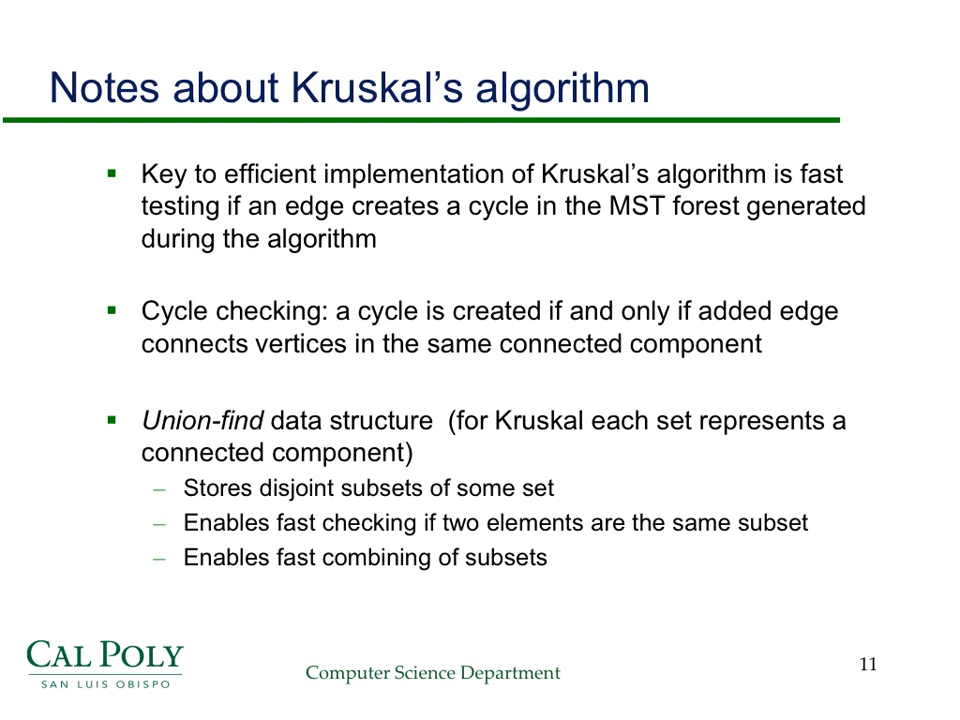 Notes about Kruskal’s algorithm
▪ Key to efficient implementation of Kruskal’s algorithm is fast
testing if an edge creates a cycle in the MST forest generated
during the algorithm
▪ Cycle checking: a cycle is created if and only if added edge
connects vertices in the same connected component
▪ Union-find data structure (for Kruskal each set represents a
connected component)
– Stores disjoint subsets of some set
– Enables fast checking if two elements are the same subset
– Enables fast combining of subsets
CAL POLY
SAN LUIS OBISPO
Computer Science Department
11